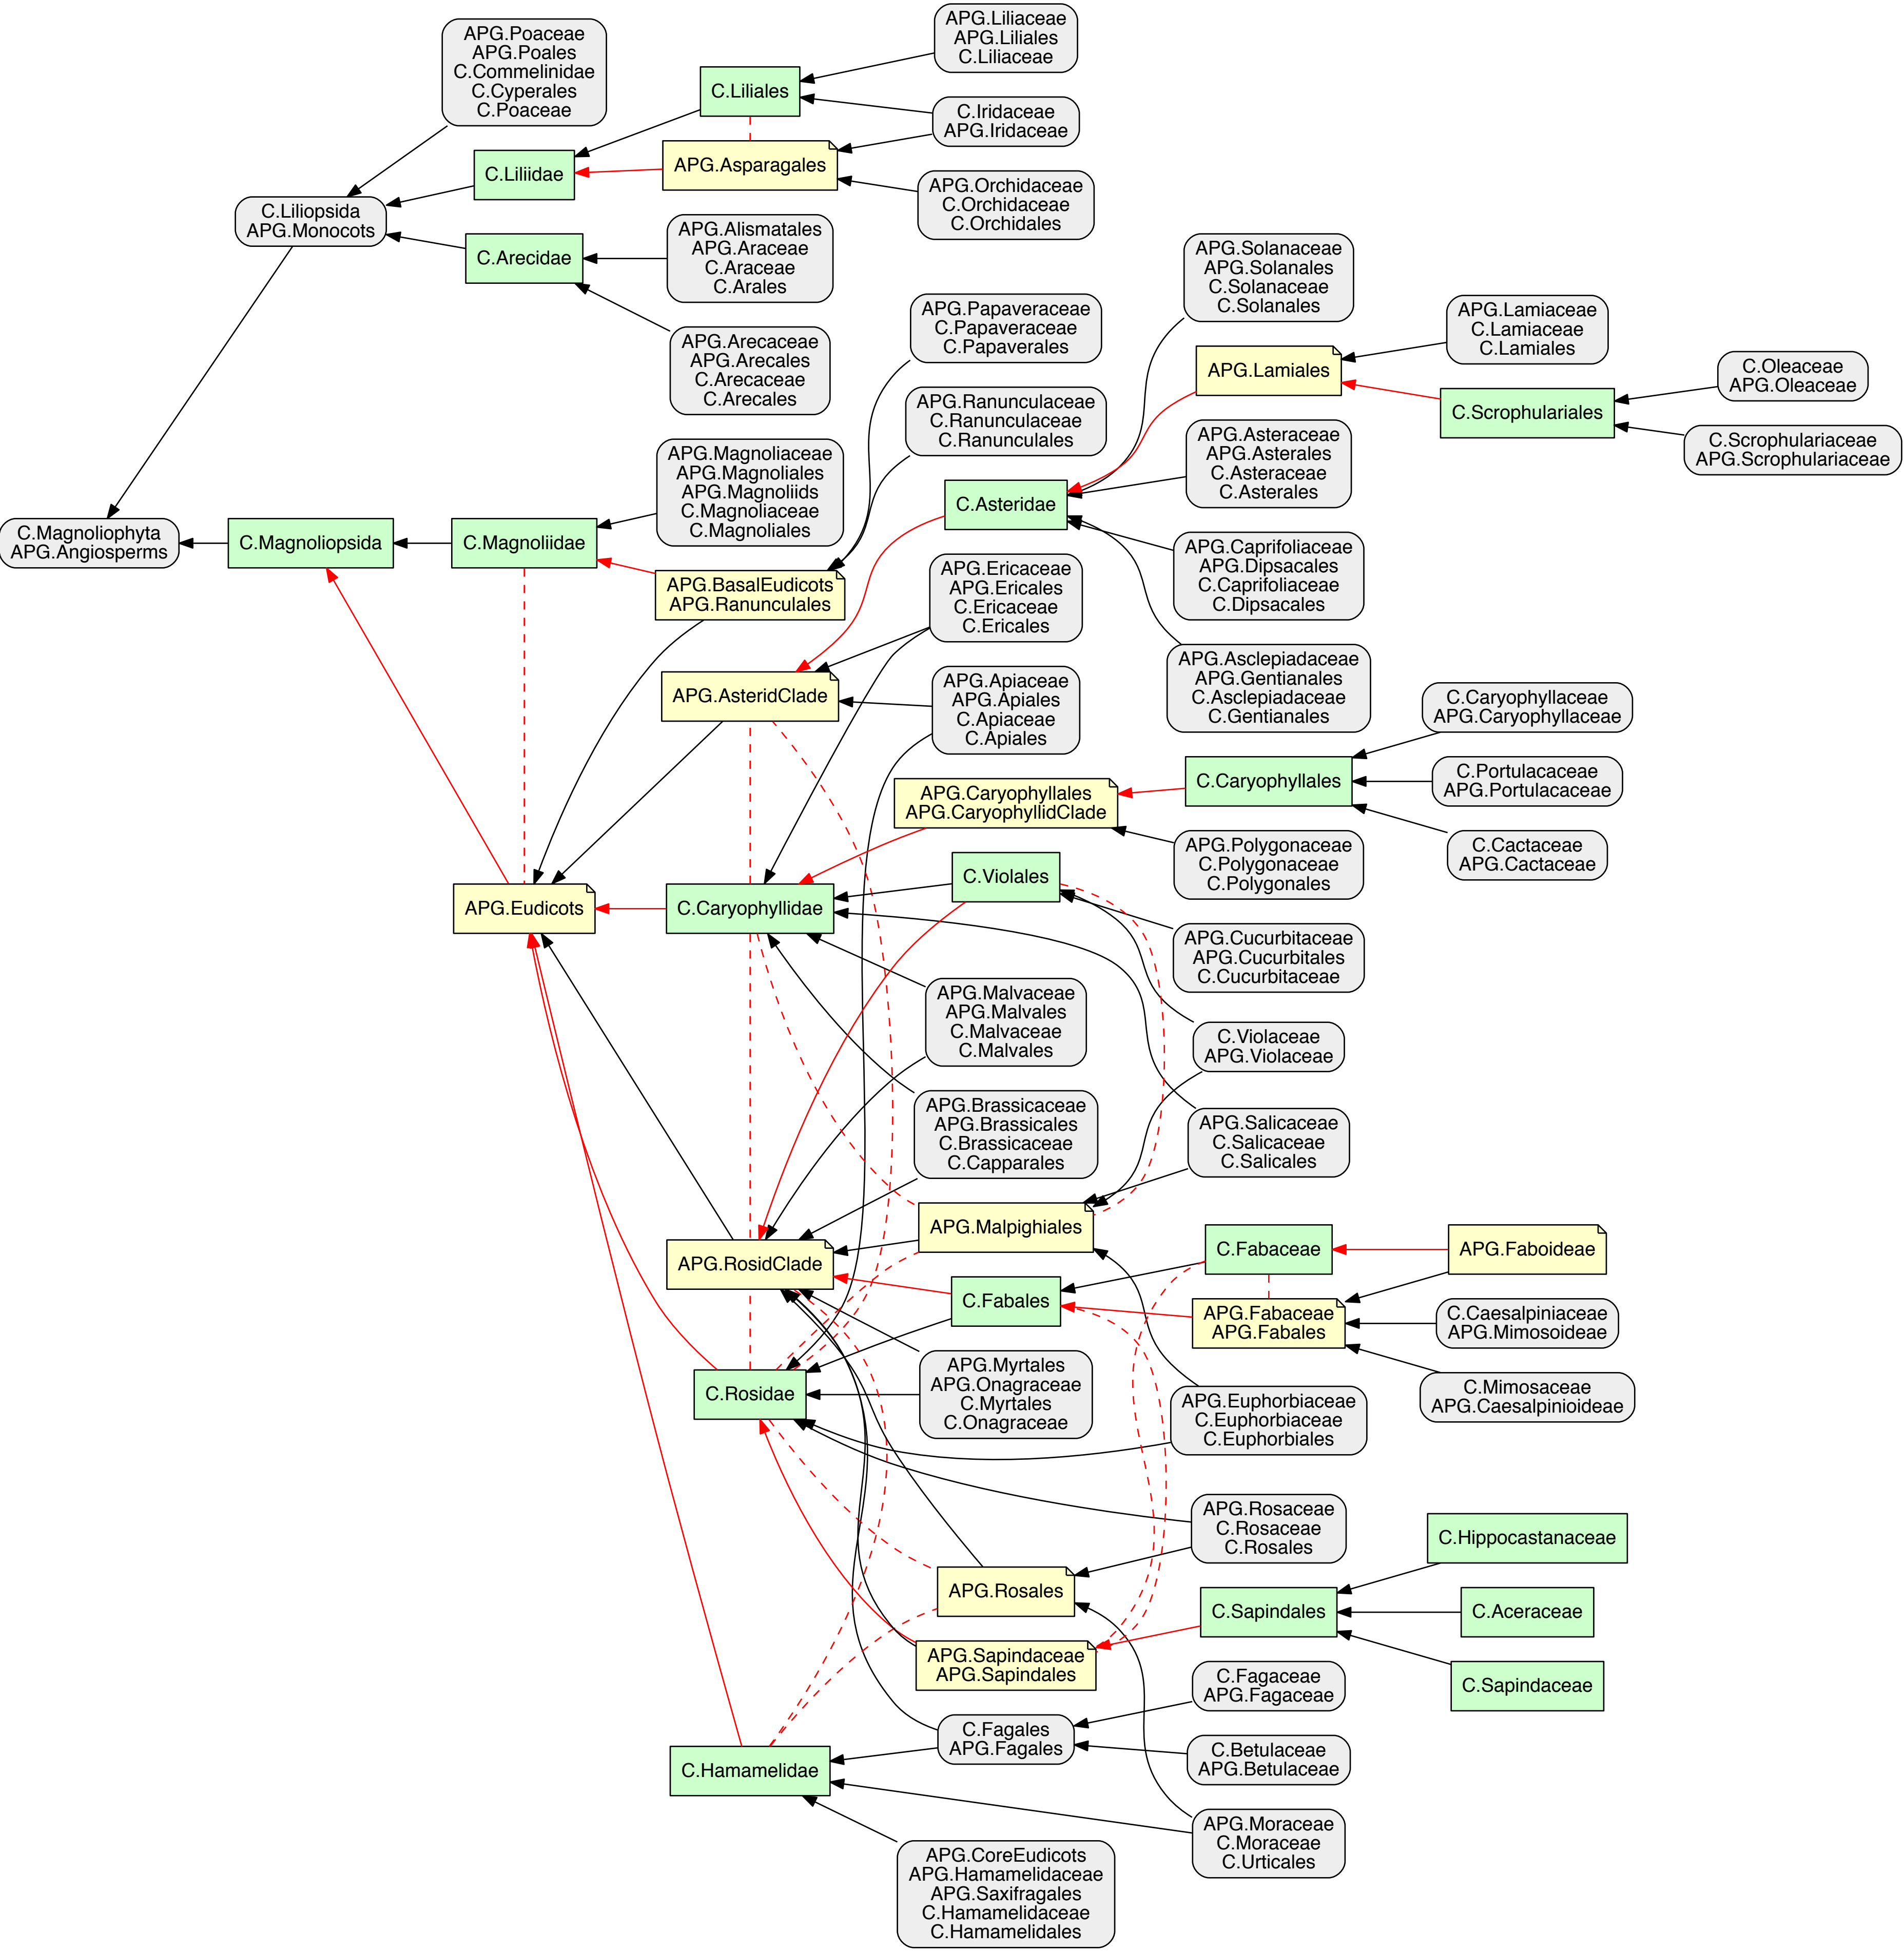 APG.Poaceae
APG.Poales
C.Commelinidae
C.Cyperales
C.Poaceae
C.Liliales
APG.Liliaceae
APG.Liliales
C.Liliaceae
C.Iridaceae
APG.Iridaceae
C.Liliidae
APG.Asparagales
APG.Orchidaceae
C.Orchidaceae
C.Orchidales
C.Liliopsida
APG.Monocots
C.Arecidae
APG.Alismatales
APG.Araceae
C.Araceae
C.Arales
APG.Arecaceae
APG.Arecales
C.Arecaceae
C.Arecales
APG.Papaveraceae
C.Papaveraceae
C.Papaverales
APG.Ranunculaceae
C.Ranunculaceae
C.Ranunculales
APG.Solanaceae
APG.Solanales
C.Solanaceae
C.Solanales
APG.Lamiales
APG.Lamiaceae
C.Lamiaceae
C.Lamiales
C.Scrophulariales
C.Oleaceae
APG.Oleaceae
C.Scrophulariaceae
APG.Scrophulariaceae
APG.Asteraceae
APG.Asterales
C.Asteraceae
C.Asterales
C.Asteridae
C.Magnoliophyta
APG.Angiosperms
C.Magnoliopsida
C.Magnoliidae
APG.Magnoliaceae
APG.Magnoliales
APG.Magnoliids
C.Magnoliaceae
C.Magnoliales
APG.BasalEudicots
APG.Ranunculales
APG.Ericaceae
APG.Ericales
C.Ericaceae
C.Ericales
APG.Caprifoliaceae
APG.Dipsacales
C.Caprifoliaceae
C.Dipsacales
APG.AsteridClade
APG.Apiaceae
APG.Apiales
C.Apiaceae
C.Apiales
APG.Asclepiadaceae
APG.Gentianales
C.Asclepiadaceae
C.Gentianales
C.Caryophyllaceae
APG.Caryophyllaceae
APG.Caryophyllales
APG.CaryophyllidClade
C.Caryophyllales
C.Portulacaceae
APG.Portulacaceae
C.Cactaceae
APG.Cactaceae
APG.Polygonaceae
C.Polygonaceae
C.Polygonales
APG.Eudicots
C.Caryophyllidae
C.Violales
APG.Cucurbitaceae
APG.Cucurbitales
C.Cucurbitaceae
APG.Malvaceae
APG.Malvales
C.Malvaceae
C.Malvales
C.Violaceae
APG.Violaceae
APG.Brassicaceae
APG.Brassicales
C.Brassicaceae
C.Capparales
APG.Salicaceae
C.Salicaceae
C.Salicales
APG.Malpighiales
APG.RosidClade
C.Fabales
C.Fabaceae
APG.Faboideae
APG.Fabaceae
APG.Fabales
C.Caesalpiniaceae
APG.Mimosoideae
C.Mimosaceae
APG.Caesalpinioideae
C.Rosidae
APG.Myrtales
APG.Onagraceae
C.Myrtales
C.Onagraceae
APG.Euphorbiaceae
C.Euphorbiaceae
C.Euphorbiales
APG.Rosaceae
C.Rosaceae
C.Rosales
C.Hippocastanaceae
APG.Rosales
C.Sapindales
C.Aceraceae
APG.Sapindaceae
APG.Sapindales
C.Sapindaceae
C.Fagaceae
APG.Fagaceae
C.Fagales
APG.Fagales
C.Betulaceae
APG.Betulaceae
C.Hamamelidae
APG.Moraceae
C.Moraceae
C.Urticales
APG.CoreEudicots
APG.Hamamelidaceae
APG.Saxifragales
C.Hamamelidaceae
C.Hamamelidales